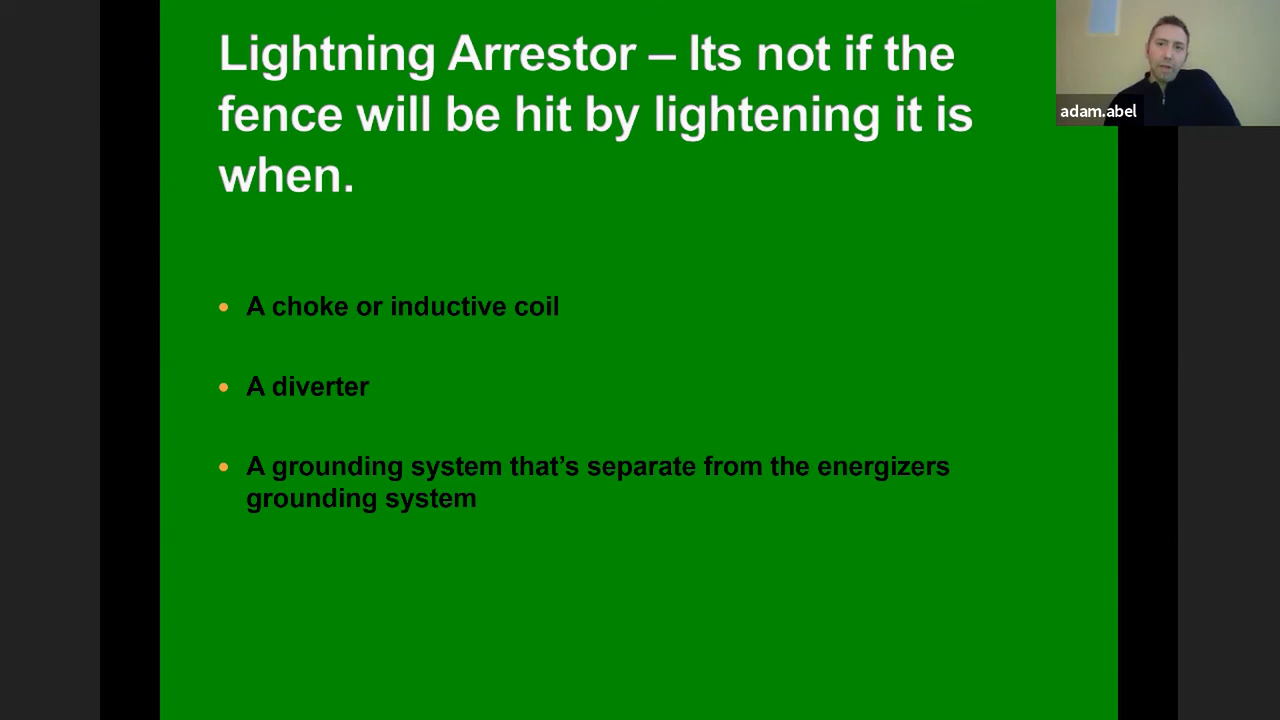 Lightning Arrestor – Its not if the
fence will be hit by lightening it is
when.
adam.abel
• A choke or inductive coil
• A diverter
• A grounding system that’s separate from the energizers
grounding system